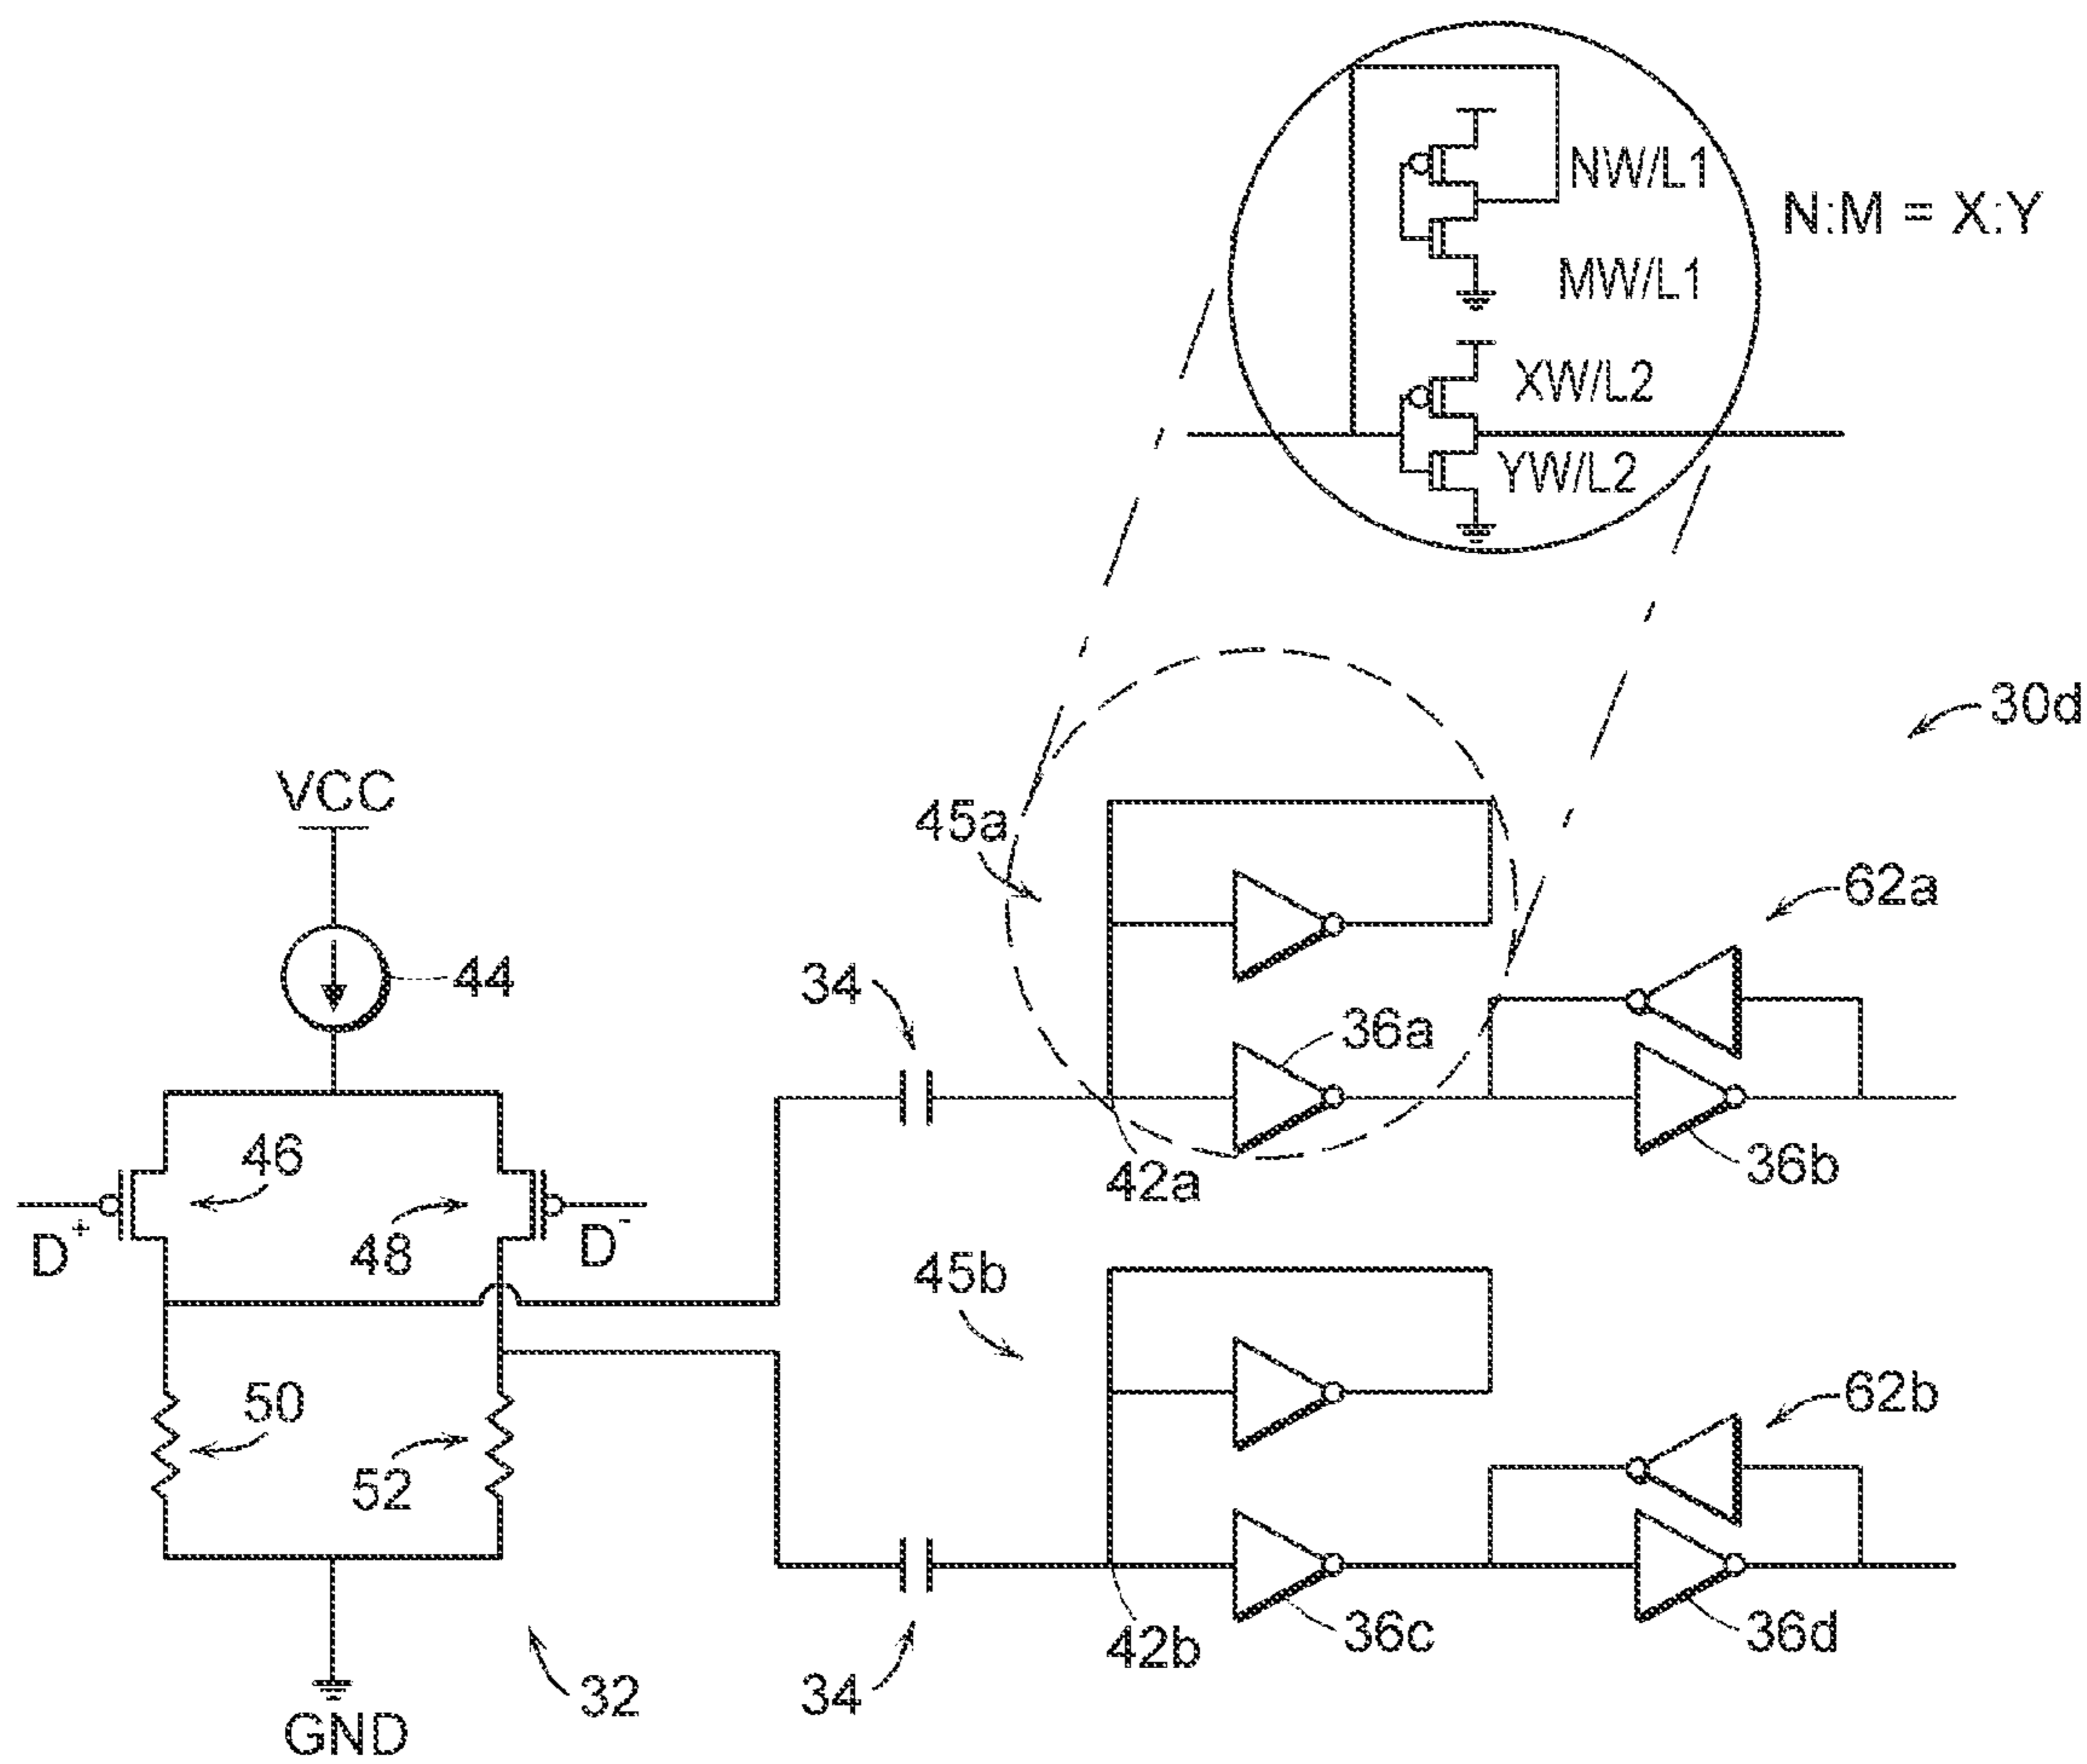 NW/L1
N:M = X:Y
MW/L1
XW/L2
YW/L2
30d
VCC
45a
62a
44
34
36a
46
42a
36b
D+
48
D-
45b
50
62b
52
42b
36c
36d
34
32
GND